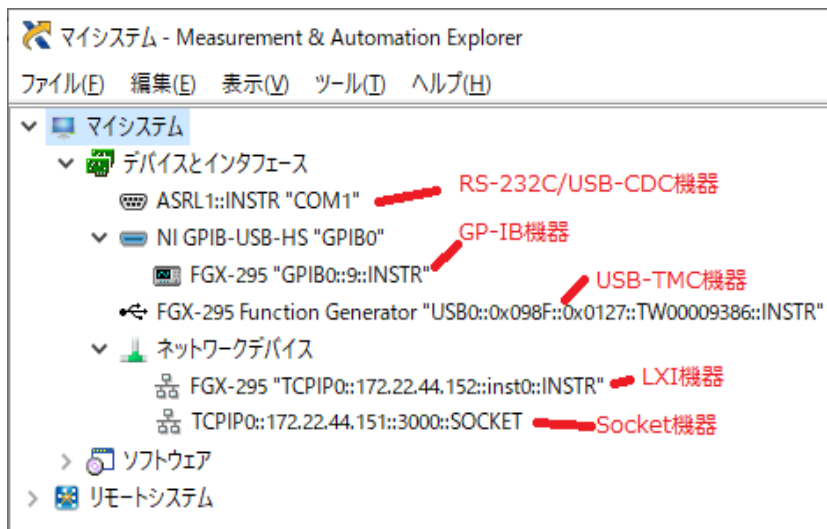 マイシステム - Measurement & Automation Explorer
ファイル(F) 編集(E) 表示(V) ツール(T) ヘルプ(H)
マイシステム
デバイスとインタフェース
ASRL1::INSTR "COM1" RS-232C/USB-CDC機器
NI GPIB-USB-HS "GPIB0" GP-IB機器
FGX-295 "GPIB0::9::INSTR"
USB-TMC機器
FGX-295 Function Generator "USB0::0x098F::0x0127::TW00009386::INSTR"
ネットワークデバイス
FGX-295 "TCPIP0::172.22.44.152::inst0::INSTR" LXI機器
TCPIP0::172.22.44.151::3000::SOCKET Socket機器
ソフトウェア
リモートシステム